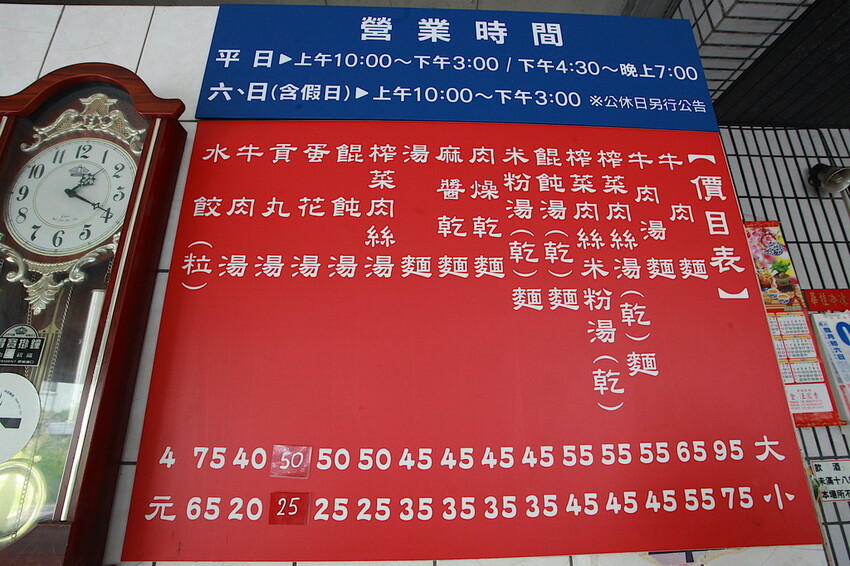 營業時間
平日▶上午10:00～下午3:00 / 下午4:30～晚上7:00
六、日(含假日)▶上午10:00～下午3:00 ※公休日另行公告
【價目表】
牛肉麵
牛肉湯麵
榨菜肉絲湯(乾)麵
榨菜肉絲米粉湯(乾)
餛飩湯(乾)麵
米粉湯(乾)麵
肉燥乾麵
麻醬乾麵
湯麵
榨菜肉絲湯
餛飩湯
蛋花湯
貢丸湯
牛肉湯
水餃(粒)
4 75 40 50 50 50 45 45 45 45 55 55 55 65 95 大
元 65 20 25 25 25 35 35 35 35 45 45 45 55 75 小